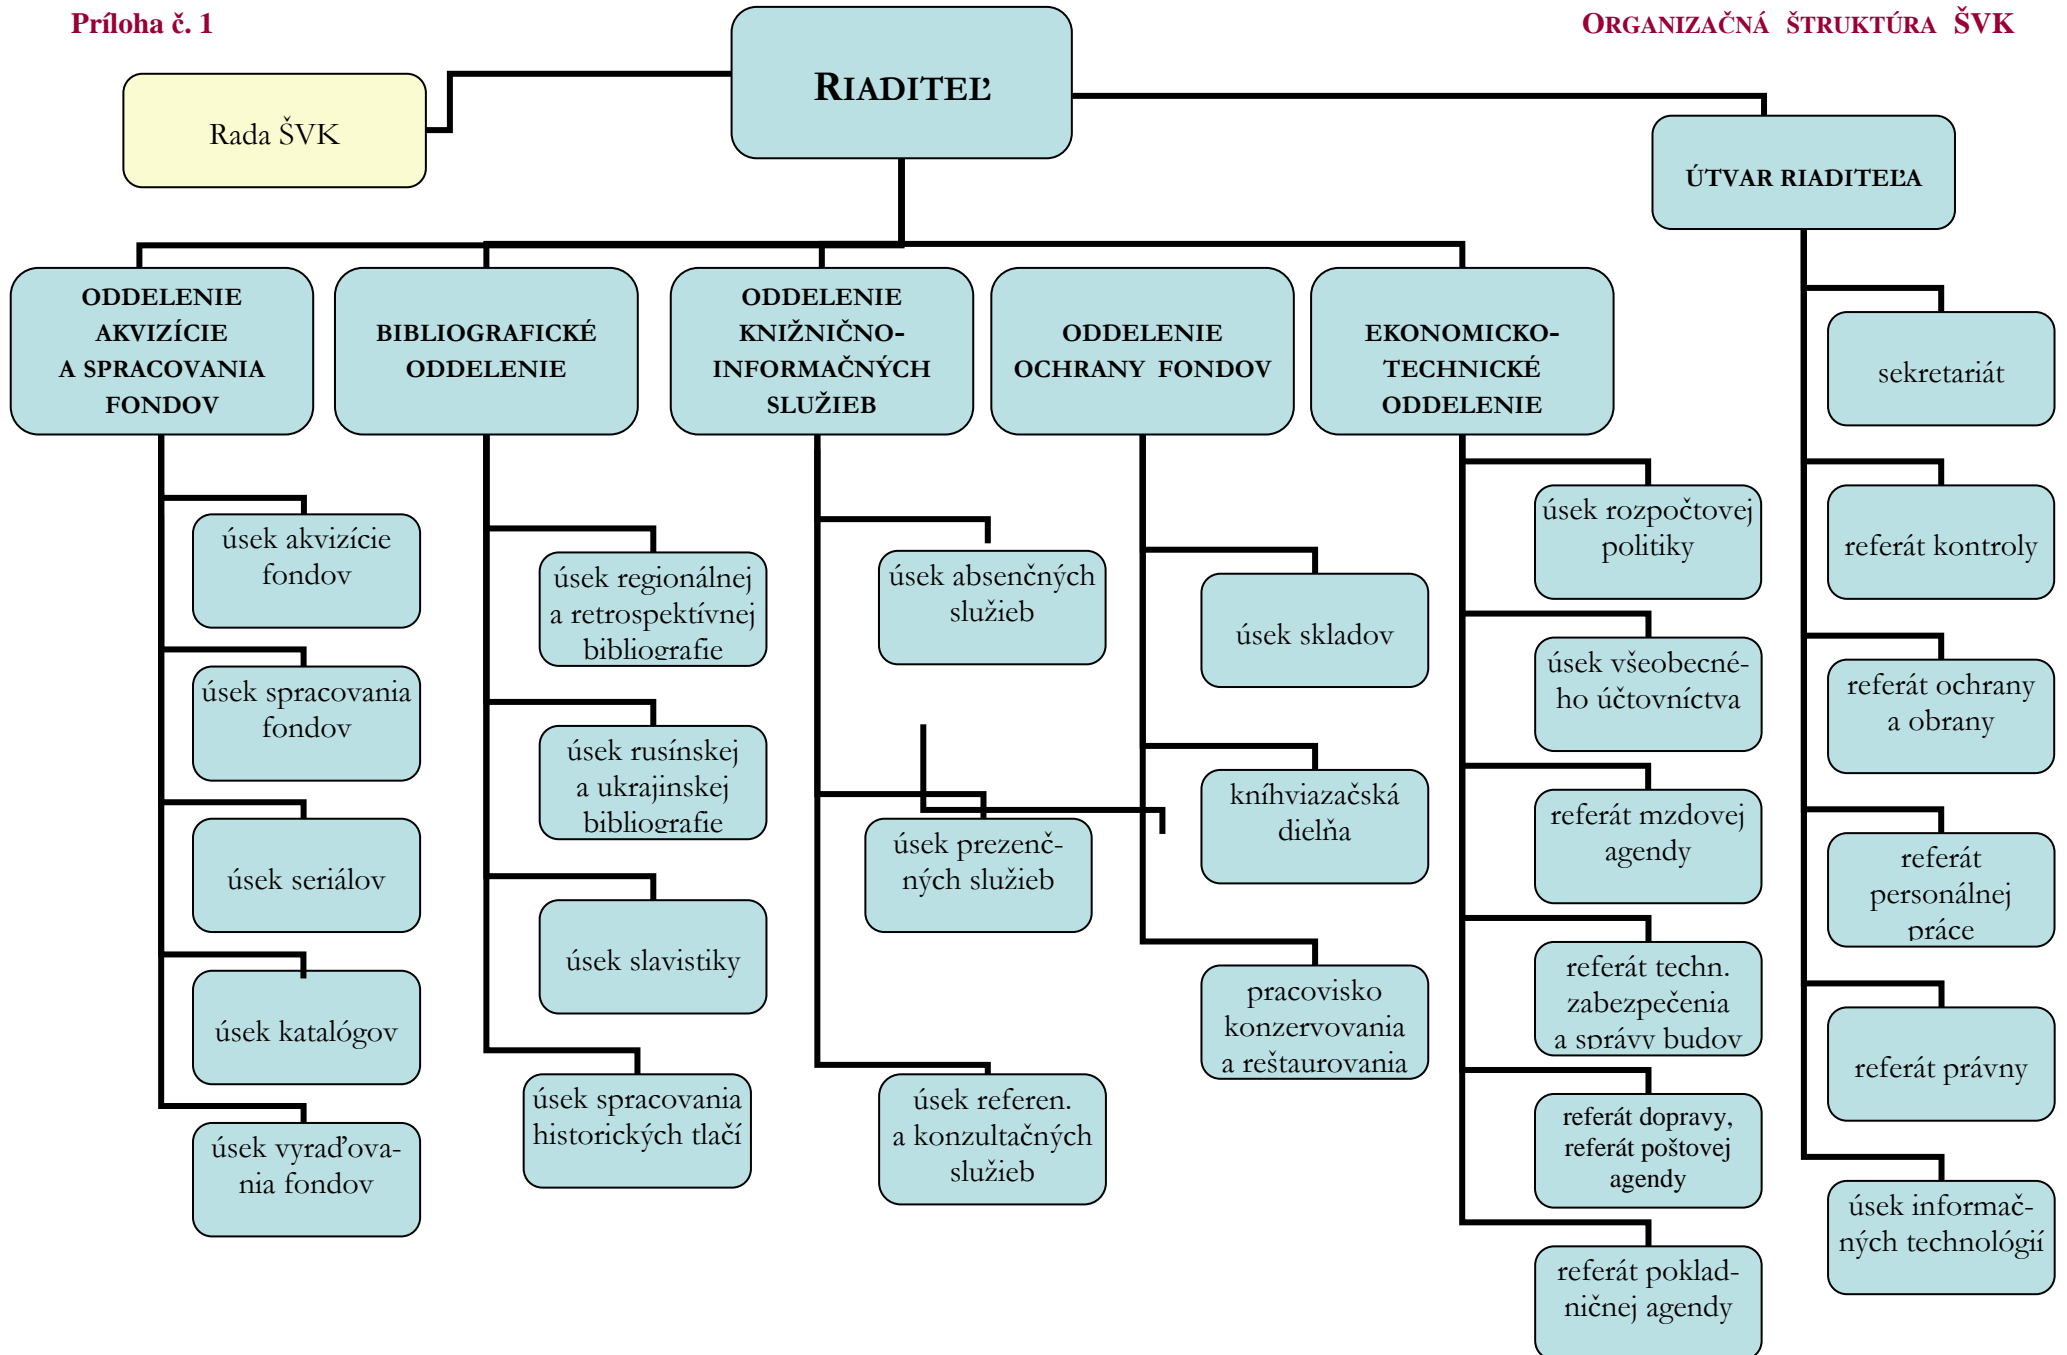 Príloha č. 1
ORGANIZAČNÁ ŠTRUKTÚRA ŠVK
RIADITEĽ
Rada ŠVK
ÚTVAR RIADITEĽA
ODDELENIE
AKVIZÍCIE
A SPRACOVANIA
FONDOV
BIBLIOGRAFICKÉ
ODDELENIE
ODDELENIE
KNIŽNIČNO-
INFORMAČNÝCH
SLUŽIEB
ODDELENIE
OCHRANY FONDOV
EKONOMICKO-
TECHNICKÉ
ODDELENIE
úsek akvizície
fondov
úsek spracovania
fondov
úsek seriálov
úsek katalógov
úsek vyraďova-
nia fondov
úsek regionálnej
a retrospektívnej
bibliografie
úsek rusínskej
a ukrajinskej
bibliografie
úsek slavistiky
úsek spracovania
historických tlačí
úsek absenčných
služieb
úsek prezenč-
ných služieb
úsek referen.
a konzultačných
služieb
úsek skladov
kníhviazačská
dielňa
pracovisko
konzervovania
a reštaurovania
úsek rozpočtovej
politiky
úsek všeobecné-
ho účtovníctva
referát mzdovej
agendy
referát techn.
zabezpečenia
a správy budov
referát dopravy,
referát poštovej
agendy
referát poklad-
ničnej agendy
sekretariát
referát kontroly
referát ochrany
a obrany
referát
personálnej
práce
referát právny
úsek informač-
ných technológií